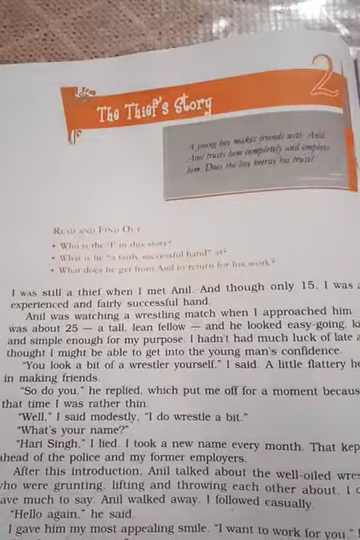 2
The Thief's Story
A young boy makes friends with Anil.
Anil trusts him completely and employs
him. Does the boy betray his trust?
READ AND FIND OUT
• Who is the 'I' in this story?
• What is he "a fairly successful hand" at?
• What does he get from Anil in return for his work?
I WAS still a thief when I met Anil. And though only 15, I was a
experienced and fairly successful hand.
Anil was watching a wrestling match when I approached him.
was about 25 — a tall, lean fellow — and he looked easy-going, ki
and simple enough for my purpose. I hadn't had much luck of late a
thought I might be able to get into the young man's confidence.
"You look a bit of a wrestler yourself," I said. A little flattery he
in making friends.
"So do you," he replied, which put me off for a moment becaus
that time I was rather thin.
"Well," I said modestly, "I do wrestle a bit."
"What's your name?"
"Hari Singh," I lied. I took a new name every month. That kep
ahead of the police and my former employers.
After this introduction, Anil talked about the well-oiled wres
who were grunting, lifting and throwing each other about. I d
ave much to say. Anil walked away. I followed casually.
"Hello again," he said.
I gave him my most appealing smile. "I want to work for you,"